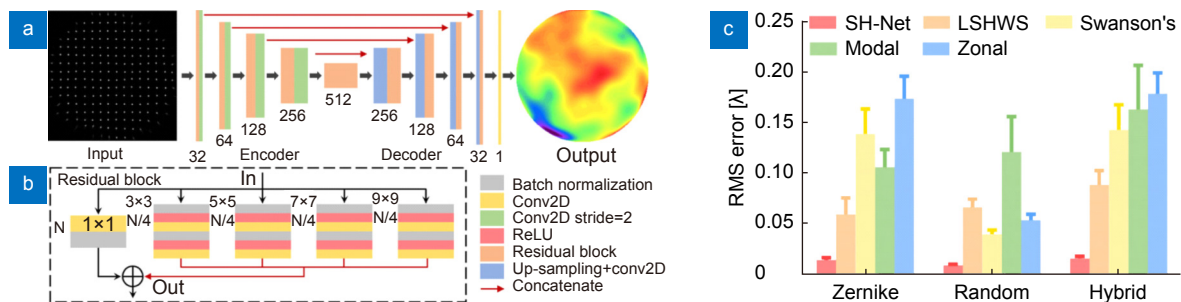 a
Input
32
64
128
256
512
256
128
64
32
1
Encoder
Decoder
Output
b
Residual block
In
N
1×1
3×3
N/4
5×5
N/4
7×7
N/4
9×9
N/4
Out
Batch normalization
Conv2D
Conv2D stride=2
ReLU
Residual block
Up-sampling+conv2D
Concatenate
c
SH-Net
LSHWS
Swanson's
Modal
Zonal
RMS error [λ]
0.25
0.20
0.15
0.10
0.05
0
Zernike
Random
Hybrid